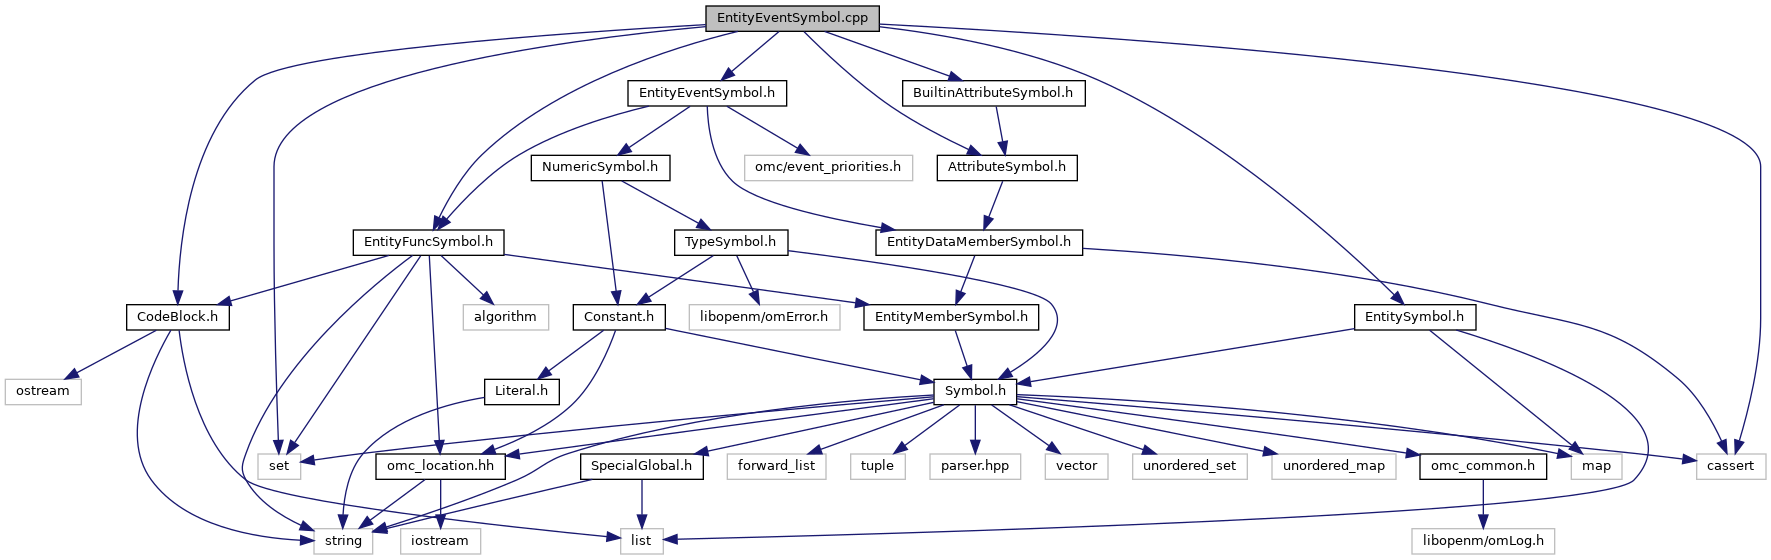 EntityEventSymbol.cpp
EntityEventSymbol.h
BuiltinAttributeSymbol.h
NumericSymbol.h
omc/event_priorities.h
AttributeSymbol.h
EntityFuncSymbol.h
TypeSymbol.h
EntityDataMemberSymbol.h
CodeBlock.h
algorithm
Constant.h
libopenm/omError.h
EntityMemberSymbol.h
EntitySymbol.h
ostream
Literal.h
Symbol.h
set
omc_location.hh
SpecialGlobal.h
forward_list
tuple
parser.hpp
vector
unordered_set
unordered_map
omc_common.h
map
cassert
string
iostream
list
libopenm/omLog.h